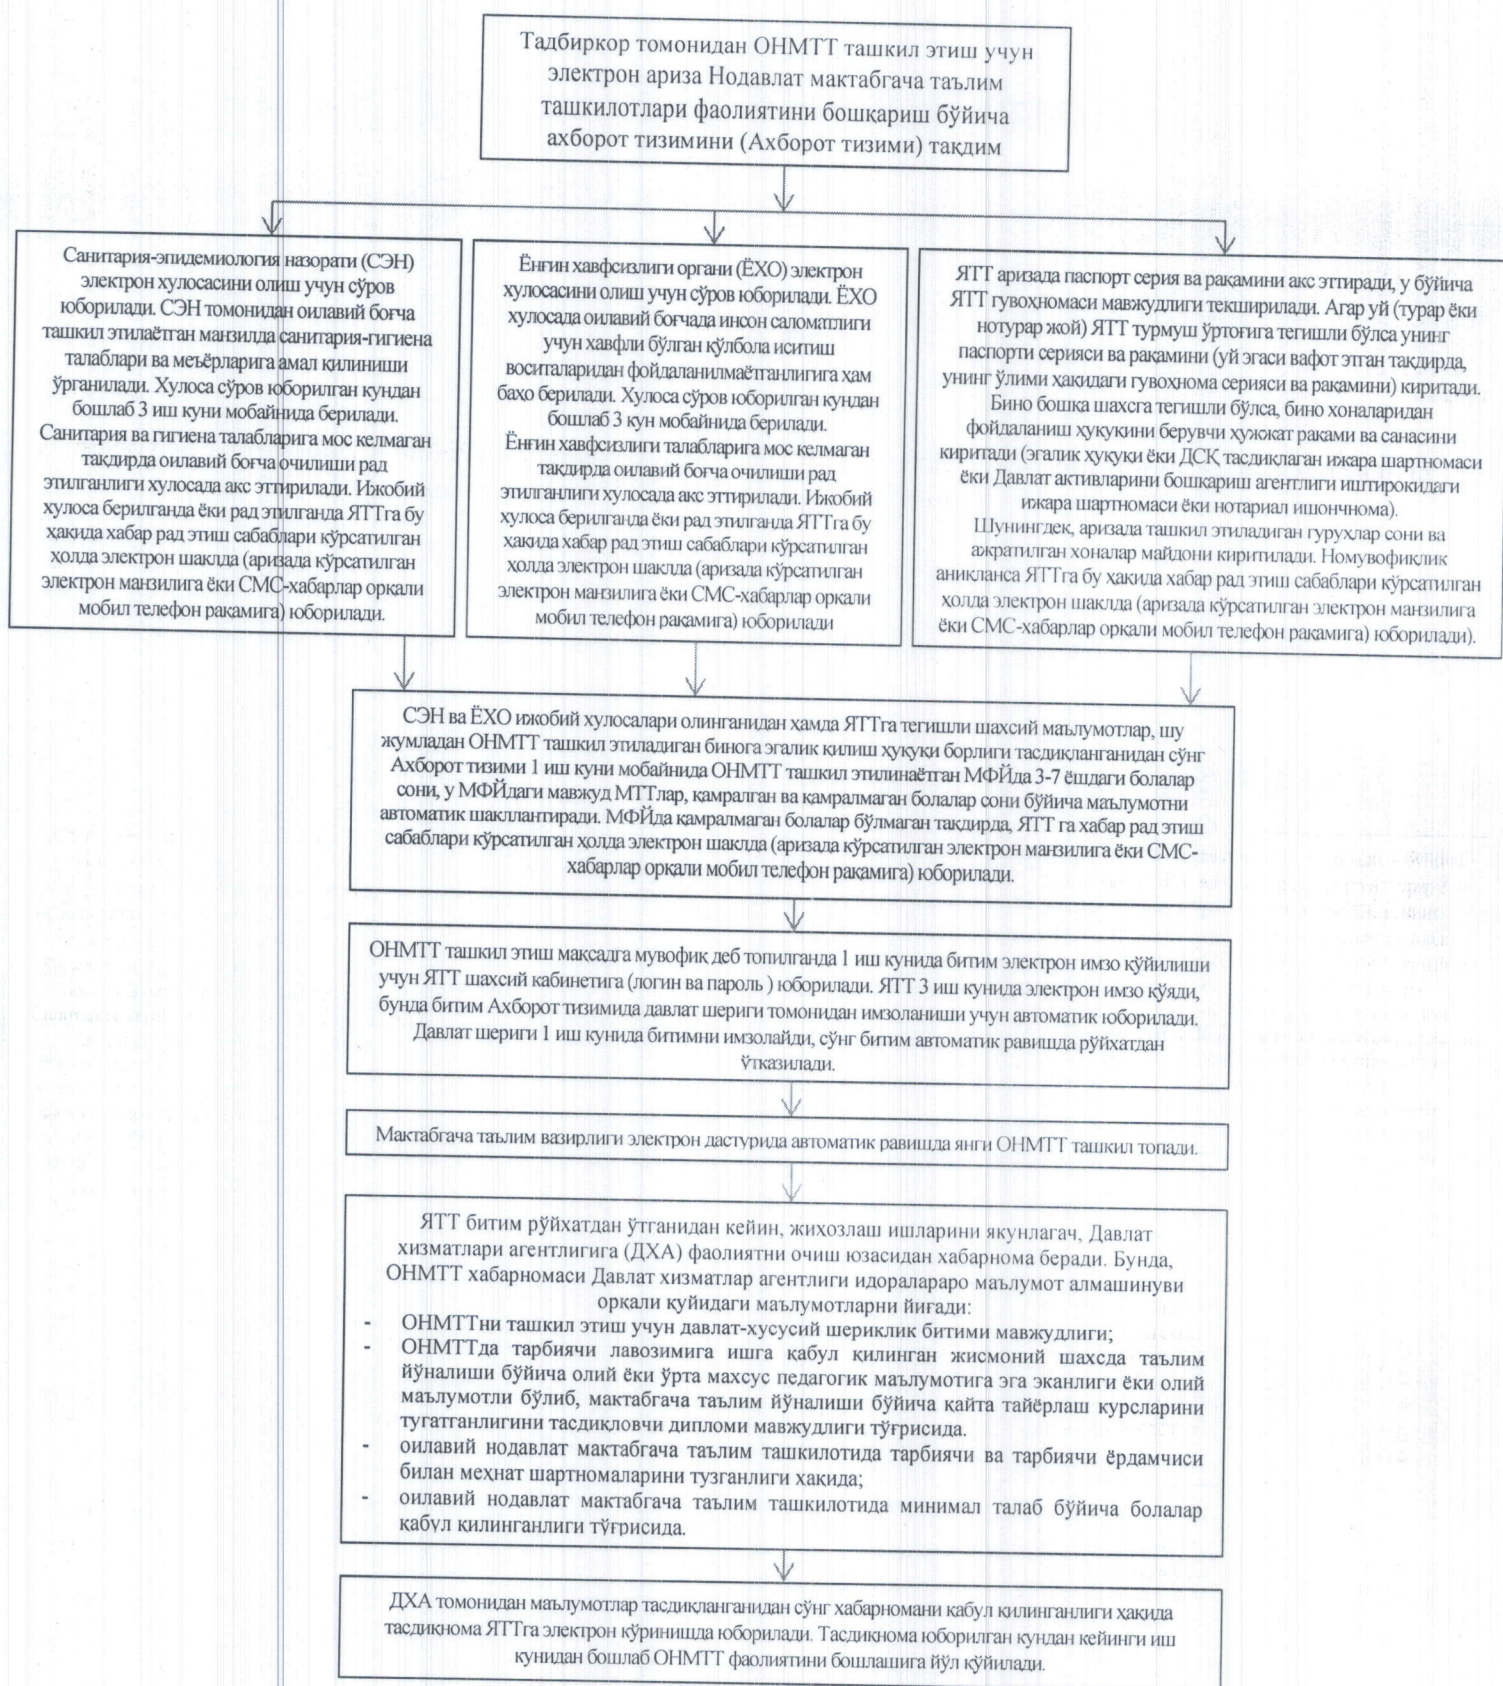 Тадбиркор томонидан ОНМТТ ташкил этиш учун
электрон ариза Нодавлат мактабгача таълим
ташкилотлари фаолиятини бошқариш бўйича
ахборот тизимини (Ахборот тизими) тақдим
Санитария-эпидемиология назорати (СЭН)
электрон хулосасини олиш учун сўров
юборилади. СЭН томонидан оилавий боғча
ташкил этилаётган манзилда санитария-гигиена
талаблари ва меъёрларига амал қилиниши
ўрганилади. Хулоса сўров юборилган кундан
бошлаб 3 иш куни мобайнида берилади.
Санитария ва гигиена талабларига мос келмаган
тақдирда оилавий боғча очилиши рад
этилганлиги хулосада акс эттирилади. Ижобий
хулоса берилганда ёки рад этилганда ЯТТга бу
ҳақида хабар рад этиш сабаблари кўрсатилган
ҳолда электрон шаклда (аризада кўрсатилган
электрон манзилига ёки СМС-хабарлар орқали
мобил телефон рақамига) юборилади.
Ёнғин хавфсизлиги органи (ЁХО) электрон
хулосасини олиш учун сўров юборилади. ЁХО
хулосада оилавий боғчада инсон саломатлиги
учун хавфли бўлган қўлбола иситиш
воситаларидан фойдаланилмаётганлигига ҳам
баҳо берилади. Хулоса сўров юборилган кундан
бошлаб 3 кун мобайнида берилади.
Ёнғин хавфсизлиги талабларига мос келмаган
тақдирда оилавий боғча очилиши рад
этилганлиги хулосада акс эттирилади. Ижобий
хулоса берилганда ёки рад этилганда ЯТТга бу
ҳақида хабар рад этиш сабаблари кўрсатилган
ҳолда электрон шаклда (аризада кўрсатилган
электрон манзилига ёки СМС-хабарлар орқали
мобил телефон рақамига) юборилади
ЯТТ аризада паспорт серия ва рақамини акс эттиради, у бўйича
ЯТТ гувоҳномаси мавжудлиги текширилади. Агар уй (турар ёки
нотурар жой) ЯТТ турмуш ўртоғига тегишли бўлса унинг
паспорти серияси ва рақамини (уй эгаси вафот этган тақдирда,
унинг ўлими ҳақидаги гувоҳнома серияси ва рақамини) киритади.
Бино бошқа шахсга тегишли бўлса, бино хоналаридан
фойдаланиш ҳуқуқини берувчи ҳужжат рақами ва санасини
киритади (эгалик ҳуқуқи ёки ДСҚ тасдиқлаган ижара шартномаси
ёки Давлат активларини бошқариш агентлиги иштирокидаги
ижара шартномаси ёки нотариал ишончнома).
Шунингдек, аризада ташкил этиладиган гуруҳлар сони ва
ажратилган хоналар майдони киритилади. Номувофиқлик
аниқланса ЯТТга бу ҳақида хабар рад этиш сабаблари кўрсатилган
ҳолда электрон шаклда (аризада кўрсатилган электрон манзилига
ёки СМС-хабарлар орқали мобил телефон рақамига) юборилади).
СЭН ва ЁХО ижобий хулосалари олинганидан ҳамда ЯТТга тегишли шахсий маълумотлар, шу
жумладан ОНМТТ ташкил этиладиган бинога эгалик қилиш ҳуқуқи борлиги тасдиқланганидан сўнг
Ахборот тизими 1 иш куни мобайнида ОНМТТ ташкил этилинаётган МФЙда 3-7 ёшдаги болалар
сони, у МФЙдаги мавжуд МТТлар, қамралган ва қамралмаган болалар сони бўйича маълумотни
автоматик шакллантиради. МФЙда қамралмаган болалар бўлмаган тақдирда, ЯТТ га хабар рад этиш
сабаблари кўрсатилган ҳолда электрон шаклда (аризада кўрсатилган электрон манзилига ёки СМС-
хабарлар орқали мобил телефон рақамига) юборилади.
ОНМТТ ташкил этиш мақсадга мувофиқ деб топилганда 1 иш кунида битим электрон имзо қўйилиши
учун ЯТТ шахсий кабинетига (логин ва пароль ) юборилади. ЯТТ 3 иш кунида электрон имзо қўяди,
бунда битим Ахборот тизимида давлат шериги томонидан имзоланиши учун автоматик юборилади.
Давлат шериги 1 иш кунида битимни имзолайди, сўнг битим автоматик равишда рўйхатдан
ўтказилади.
Мактабгача таълим вазирлиги электрон дастурида автоматик равишда янги ОНМТТ ташкил топади.
ЯТТ битим рўйхатдан ўтганидан кейин, жиҳозлаш ишларини якунлагач, Давлат
хизматлари агентлигига (ДХА) фаолиятни очиш юзасидан хабарнома беради. Бунда,
ОНМТТ хабарномаси Давлат хизматлар агентлиги идоралараро маълумот алмашинуви
орқали қуйидаги маълумотларни йиғади:
- ОНМТТни ташкил этиш учун давлат-хусусий шериклик битими мавжудлиги;
- ОНМТТда тарбиячи лавозимига ишга қабул қилинган жисмоний шахсда таълим
йўналиши бўйича олий ёки ўрта махсус педагогик маълумотига эга эканлиги ёки олий
маълумотли бўлиб, мактабгача таълим йўналиши бўйича қайта тайёрлаш курсларини
тугатганлигини тасдиқловчи дипломи мавжудлиги тўғрисида.
- оилавий нодавлат мактабгача таълим ташкилотида тарбиячи ва тарбиячи ёрдамчиси
билан меҳнат шартномаларини тузганлиги ҳақида;
- оилавий нодавлат мактабгача таълим ташкилотида минимал талаб бўйича болалар
қабул қилинганлиги тўғрисида.
ДХА томонидан маълумотлар тасдиқланганидан сўнг хабарномани қабул қилинганлиги ҳақида
тасдиқнома ЯТТга электрон кўринишда юборилади. Тасдиқнома юборилган кундан кейинги иш
кунидан бошлаб ОНМТТ фаолиятини бошлашига йўл қўйилади.